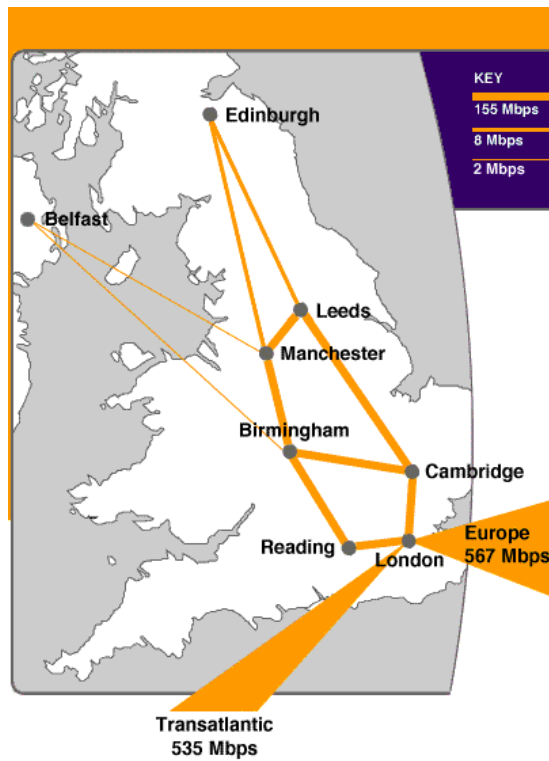 KEY
155 Mbps
8 Mbps
2 Mbps
Edinburgh
Belfast
Leeds
Manchester
Birmingham
Cambridge
Reading
London
Europe
567 Mbps
Transatlantic
535 Mbps